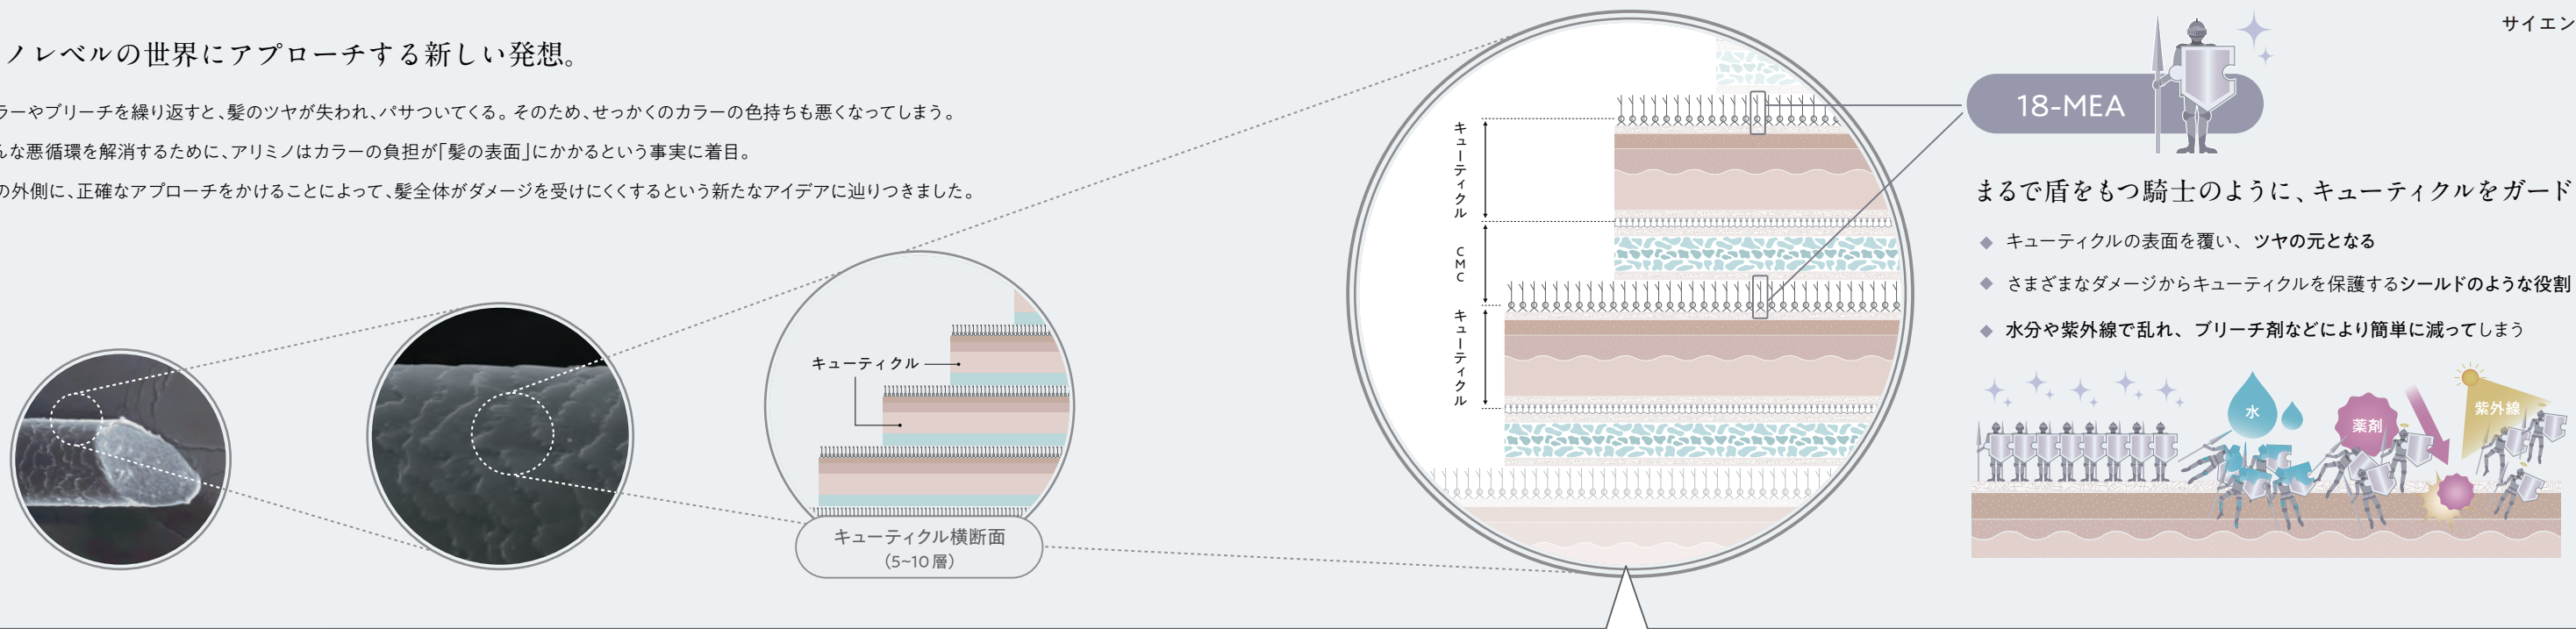 ノレベルの世界にアプローチする新しい発想。
ラーやブリーチを繰り返すと、髪のツヤが失われ、パサついてくる。そのため、せっかくのカラーの色持ちも悪くなってしまう。
んな悪循環を解消するために、アリミノはカラーの負担が「髪の表面」にかかるという事実に着目。
の外側に、正確なアプローチをかけることによって、髪全体がダメージを受けにくくするという新たなアイデアに辿りつきました。
キューティクル
キューティクル横断面
(5~10層)
キューティクル
CMC
キューティクル
サイエン
18-MEA
まるで盾をもつ騎士のように、キューティクルをガード
◆ キューティクルの表面を覆い、ツヤの元となる
◆ さまざまなダメージからキューティクルを保護するシールドのような役割
◆ 水分や紫外線で乱れ、ブリーチ剤などにより簡単に減ってしまう
水
薬剤
紫外線